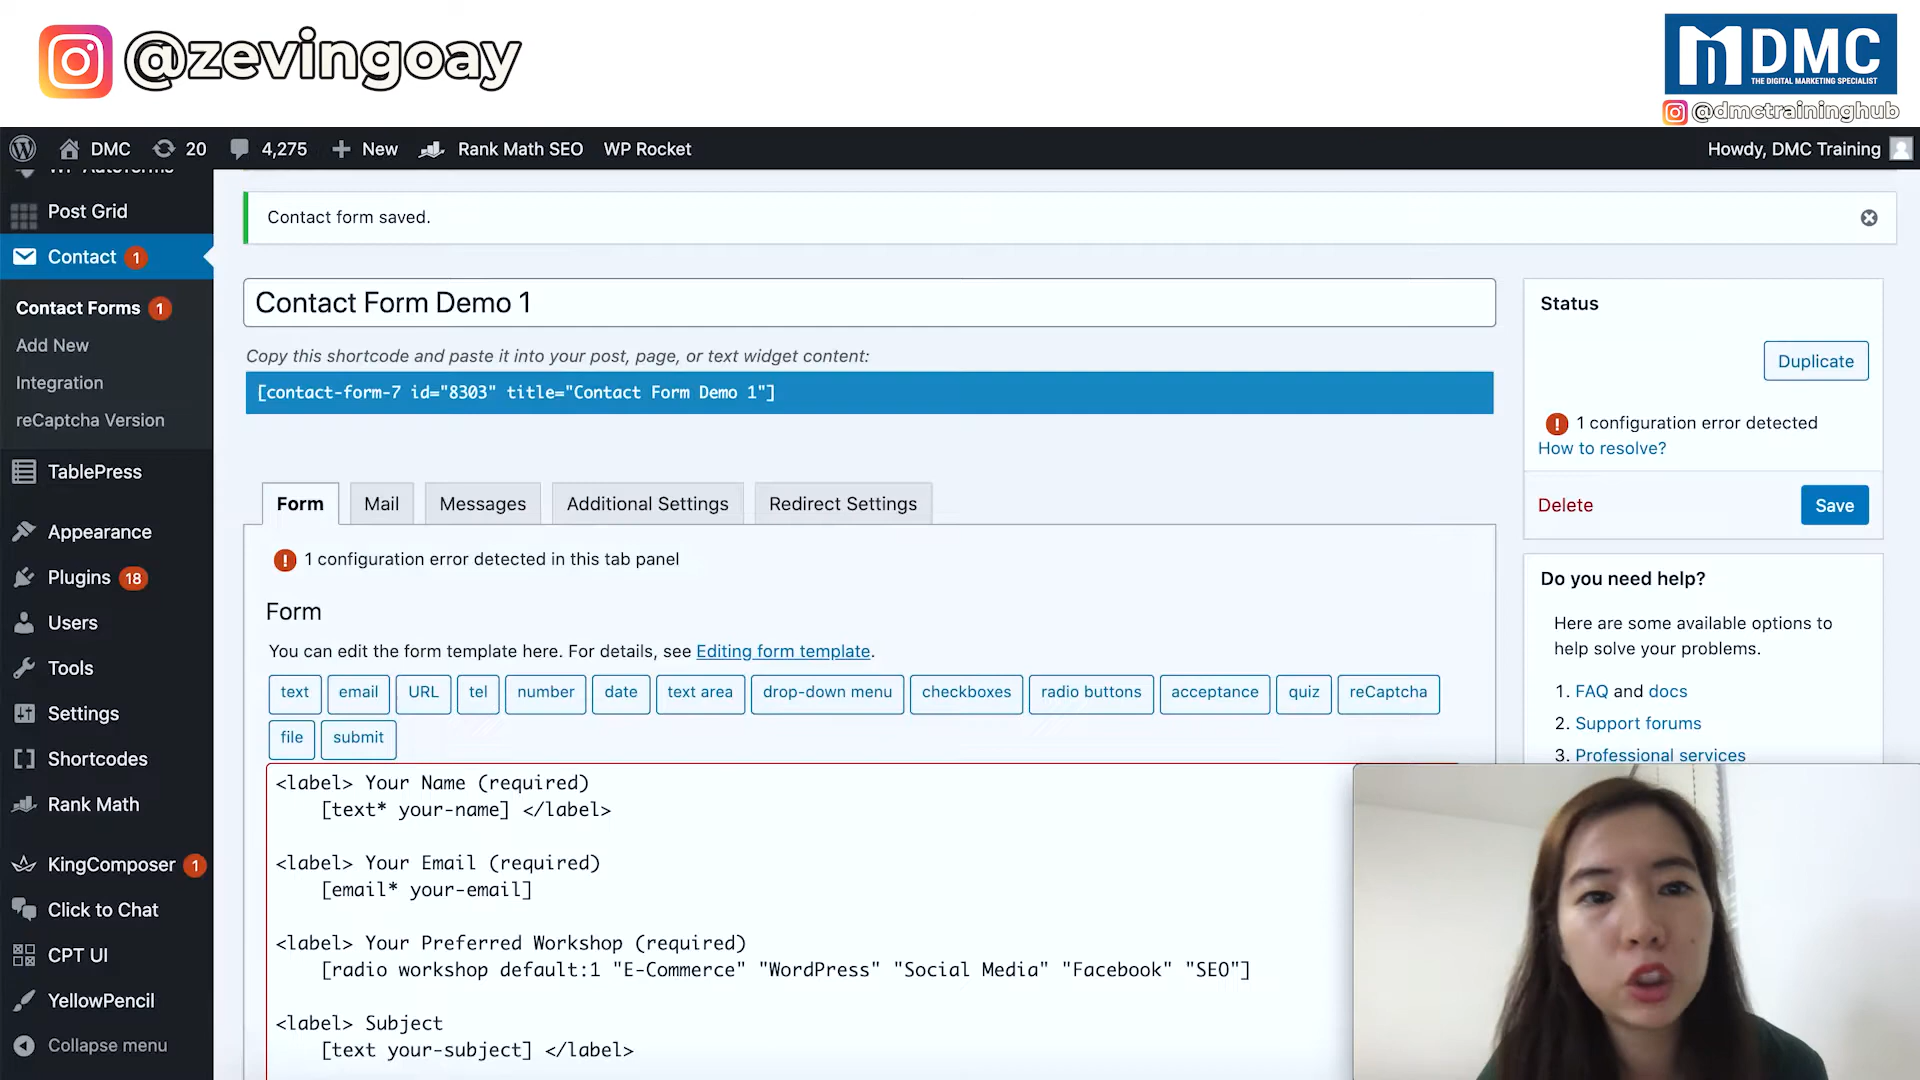 @zevingoay
DMC
THE DIGITAL MARKETING SPECIALIST
@dmctraininghub
DMC 20 4,275 New Rank Math SEO WP Rocket Howdy, DMC Training
WP AutoTerms
Post Grid
Contact 1
Contact Forms 1
Add New
Integration
reCaptcha Version
TablePress
Appearance
Plugins 18
Users
Tools
Settings
Shortcodes
Rank Math
KingComposer 1
Click to Chat
CPT UI
YellowPencil
Collapse menu
Contact form saved.
Contact Form Demo 1
Copy this shortcode and paste it into your post, page, or text widget content:
[contact-form-7 id="8303" title="Contact Form Demo 1"]
Form Mail Messages Additional Settings Redirect Settings
1 configuration error detected in this tab panel
Form
You can edit the form template here. For details, see Editing form template.
text email URL tel number date text area drop-down menu checkboxes radio buttons acceptance quiz reCaptcha
file submit
<label> Your Name (required)
[text* your-name] </label>
<label> Your Email (required)
[email* your-email]
<label> Your Preferred Workshop (required)
[radio workshop default:1 "E-Commerce" "WordPress" "Social Media" "Facebook" "SEO"]
<label> Subject
[text your-subject] </label>
Status
Duplicate
1 configuration error detected
How to resolve?
Delete Save
Do you need help?
Here are some available options to
help solve your problems.
1. FAQ and docs
2. Support forums
3. Professional services